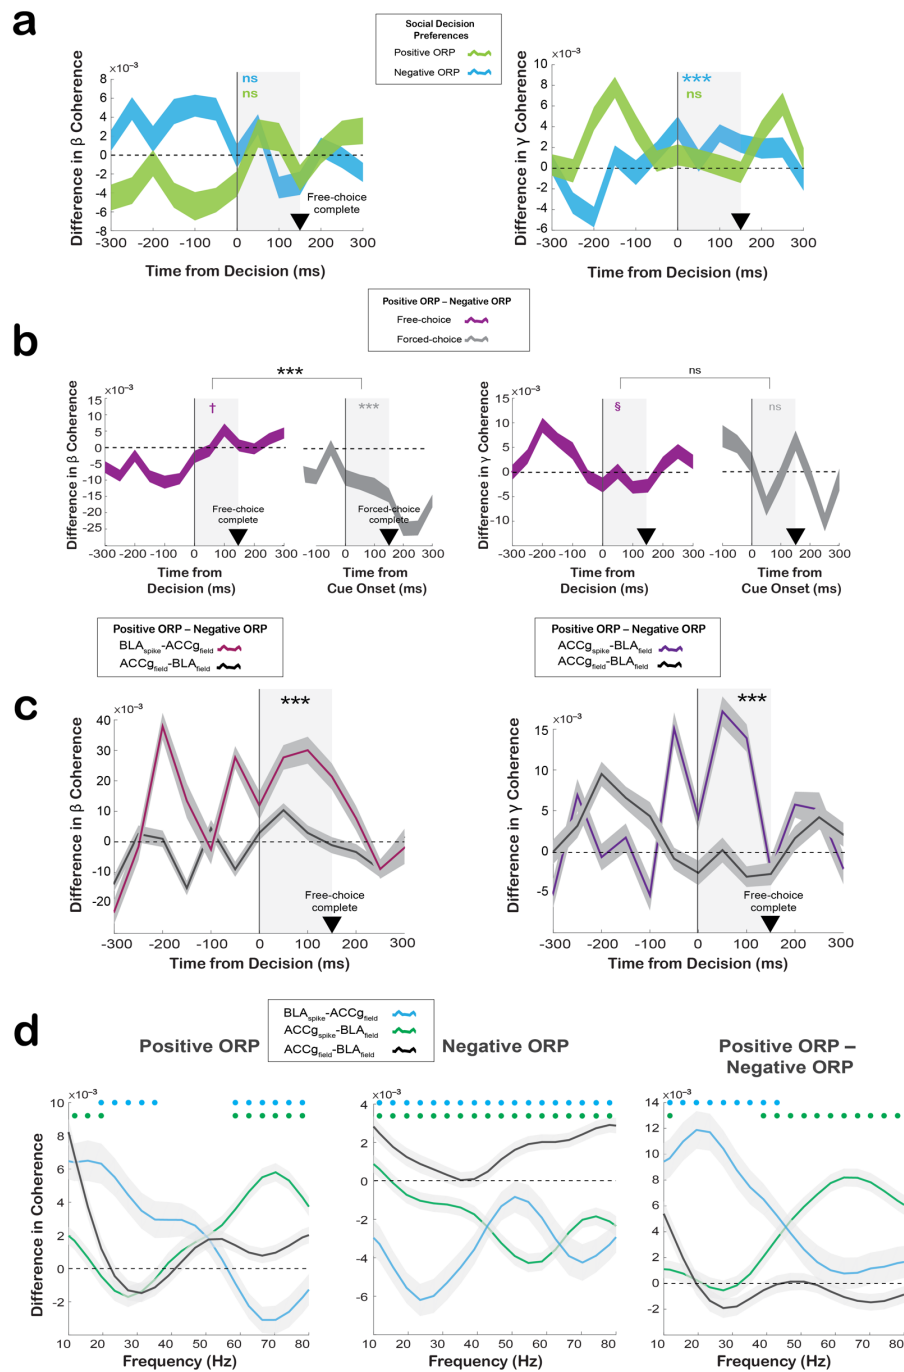 a
Social Decision
Preferences
Positive ORP
Negative ORP
×10⁻³
8
6
4
2
0
-2
-4
-6
-8
Difference in β Coherence
ns
ns
Free-choice
complete
-300 -200 -100 0 100 200 300
Time from Decision (ms)
×10⁻³
10
8
6
4
2
0
-2
-4
-6
Difference in γ Coherence
***
ns
-300 -200 -100 0 100 200 300
Time from Decision (ms)
b
Positive ORP – Negative ORP
Free-choice
Forced-choice
***
×10⁻³
15
10
5
0
-5
-10
-15
-20
-25
Difference in β Coherence
†
***
Free-choice
complete
Forced-choice
complete
-300 -200 -100 0 100 200 300
Time from
Decision (ms)
-100 0 100 200 300
Time from
Cue Onset (ms)
ns
×10⁻³
15
10
5
0
-5
-10
Difference in γ Coherence
§
ns
-300 -200 -100 0 100 200 300
Time from
Decision (ms)
-100 0 100 200 300
Time from
Cue Onset (ms)
c
Positive ORP – Negative ORP
BLAspike-ACCgfield
ACCgfield-BLAfield
×10⁻³
40
30
20
10
0
-10
-20
Difference in β Coherence
***
Free-choice
complete
-300 -200 -100 0 100 200 300
Time from Decision (ms)
Positive ORP – Negative ORP
ACCgspike-BLAfield
ACCgfield-BLAfield
×10⁻³
15
10
5
0
-5
Difference in γ Coherence
***
Free-choice
complete
-300 -200 -100 0 100 200 300
Time from Decision (ms)
d
BLAspike-ACCgfield
ACCgspike-BLAfield
ACCgfield-BLAfield
Positive ORP
×10⁻³
10
8
6
4
2
0
-2
Difference in Coherence
10 20 30 40 50 60 70 80
Frequency (Hz)
Negative ORP
×10⁻³
4
2
0
-2
-4
-6
10 20 30 40 50 60 70 80
Frequency (Hz)
Positive ORP –
Negative ORP
×10⁻³
14
12
10
8
6
4
2
0
-2
10 20 30 40 50 60 70 80
Frequency (Hz)